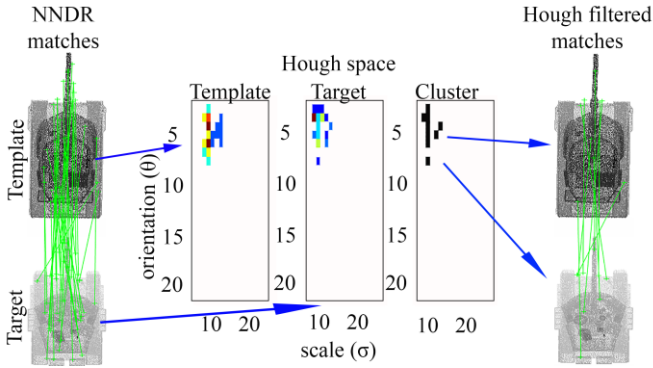 NNDR
matches
Hough filtered
matches
Hough space
Template
Target
Cluster
Template
Target
orientation (θ)
5
10
15
20
5
10
15
20
5
10
15
20
10 20
10 20
10 20
scale (σ)